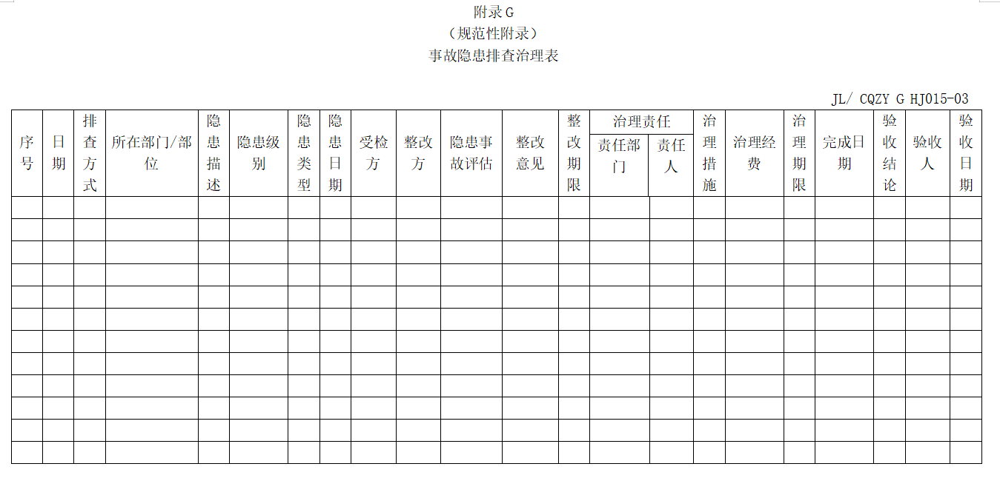 附录 G
（规范性附录）
事故隐患排查治理表
JL/ CQZY G HJ015-03
序号
日期
排查方式
所在部门/部位
隐患描述
隐患级别
隐患类型
隐患日期
受检方
整改方
隐患事故评估
整改意见
整改期限
治理责任
责任部门
责任人
治理措施
治理经费
治理期限
完成日期
验收结论
验收人
验收日期